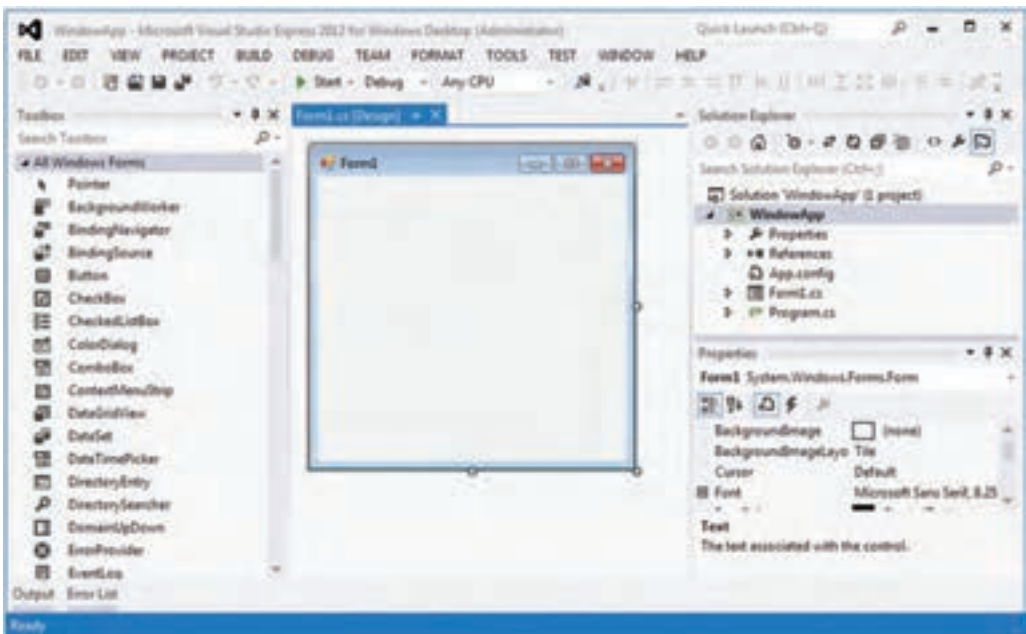 WindowApp - Microsoft Visual Studio Express 2012 for Windows Desktop (Administrator)
Quick Launch (Ctrl+Q)
FILE EDIT VIEW PROJECT BUILD DEBUG TEAM FORMAT TOOLS TEST WINDOW HELP
Start Debug Any CPU
Toolbox
Search Toolbox
All Windows Forms
Pointer
BackgroundWorker
BindingNavigator
BindingSource
Button
CheckBox
CheckedListBox
ColorDialog
ComboBox
ContextMenuStrip
DataGridView
DataSet
DateTimePicker
DirectoryEntry
DirectorySearcher
DomainUpDown
ErrorProvider
EventLog
Output Error List
Ready
Form1.cs [Design]
Form1
Solution Explorer
Search Solution Explorer (Ctrl+;)
Solution 'WindowApp' (1 project)
WindowApp
Properties
References
App.config
Form1.cs
Program.cs
Properties
Form1 System.Windows.Forms.Form
BackgroundImage (none)
BackgroundImageLayo Tile
Cursor Default
Font Microsoft Sans Serif, 8.25
Text
The text associated with the control.